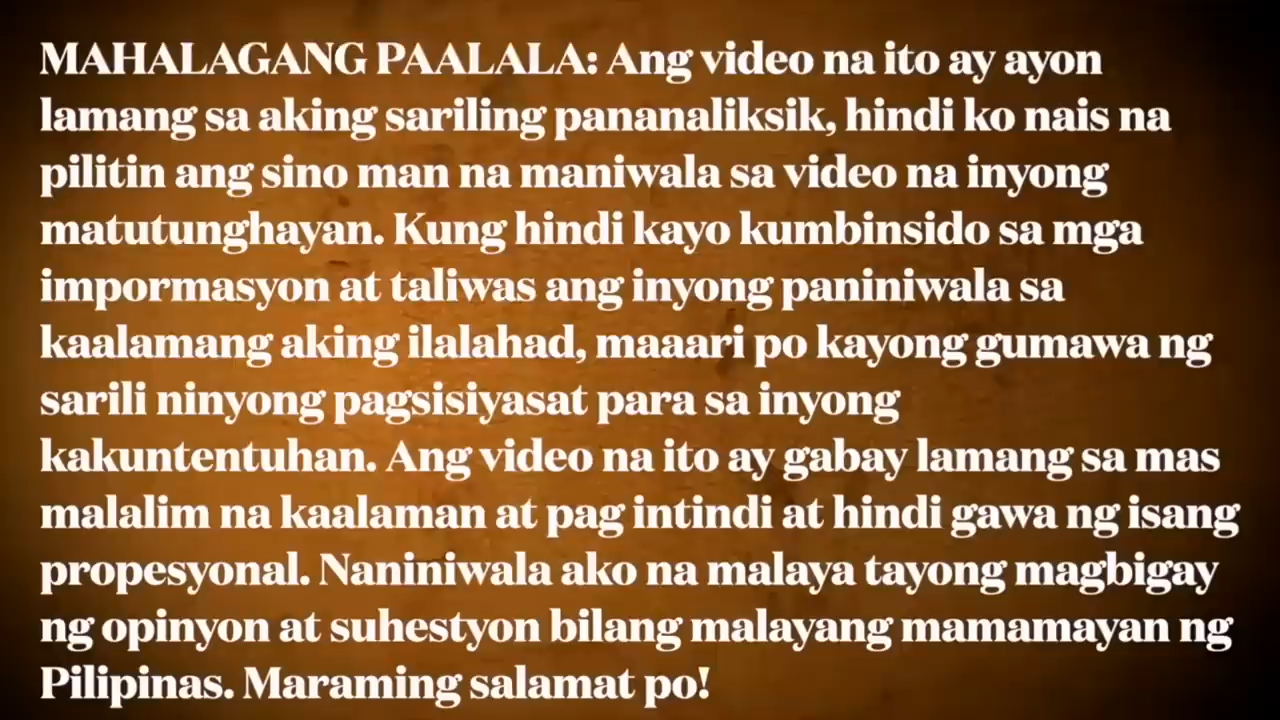 MAHALAGANG PAALALA: Ang video na ito ay ayon
lamang sa aking sariling pananaliksik, hindi ko nais na
pilitin ang sino man na maniwala sa video na inyong
matutunghayan. Kung hindi kayo kumbinsido sa mga
impormasyon at taliwas ang inyong paniniwala sa
kaalamang aking ilalahad, maaari po kayong gumawa ng
sarili ninyong pagsisiyasat para sa inyong
kakuntentuhan. Ang video na ito ay gabay lamang sa mas
malalim na kaalaman at pag intindi at hindi gawa ng isang
propesyonal. Naniniwala ako na malaya tayong magbigay
ng opinyon at suhestyon bilang malayang mamamayan ng
Pilipinas. Maraming salamat po!